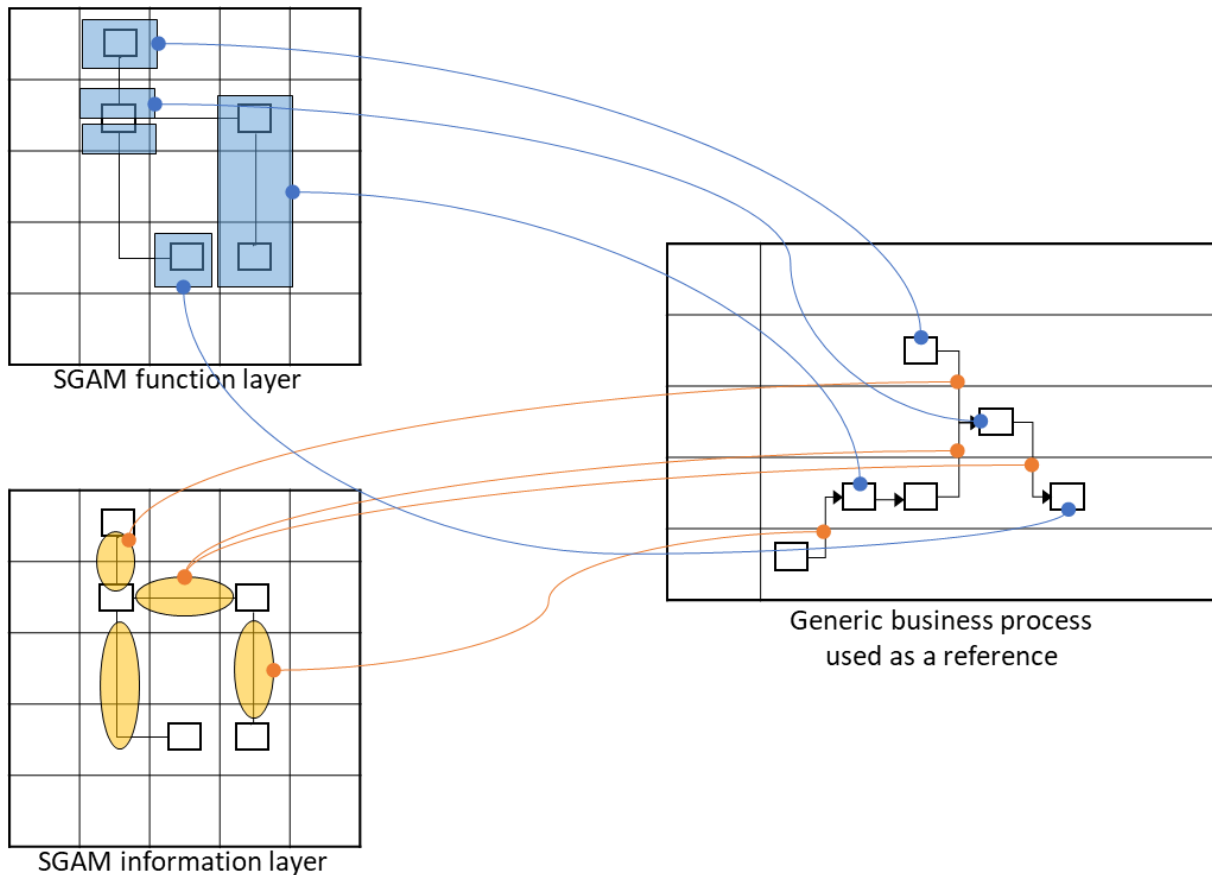 SGAM function layer
Generic business process
used as a reference
SGAM information layer